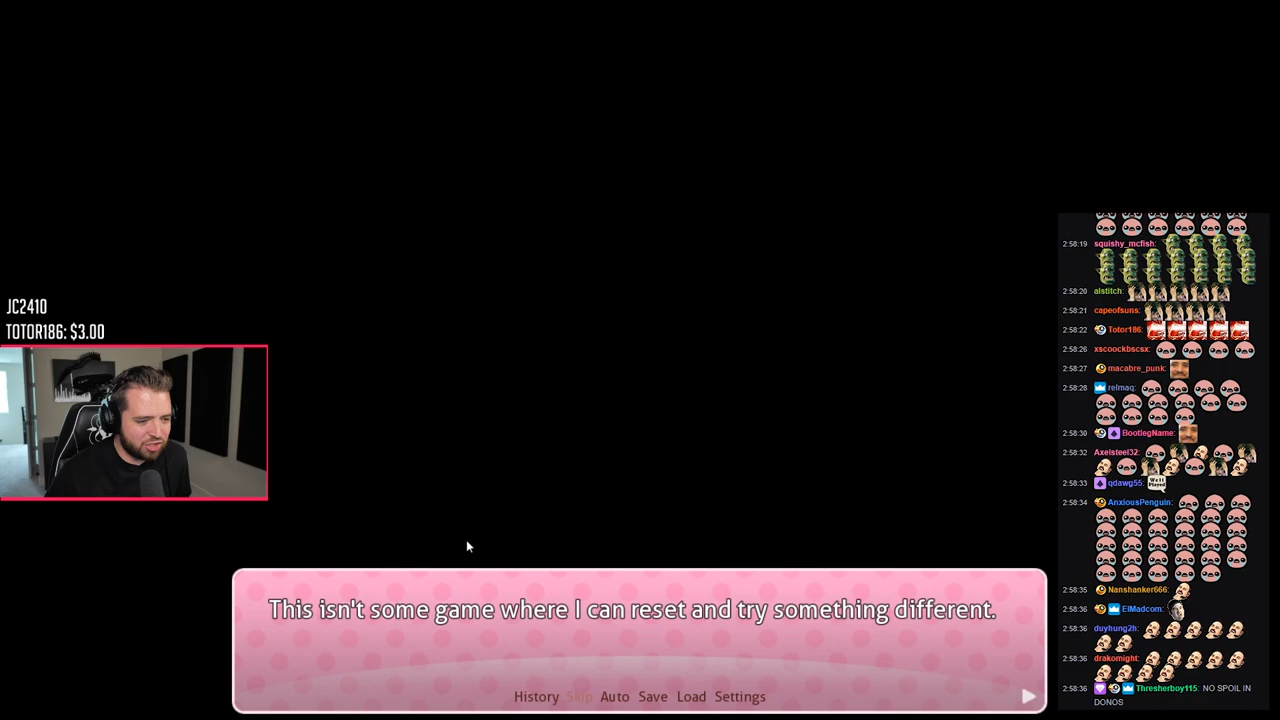 JC2410
TOTOR186: $3.00
This isn't some game where I can reset and try something different.
History Skip Auto Save Load Settings
2:58:19 squishy_mcfish:
2:58:20 alstitch:
2:58:21 capeofsuns:
2:58:22 Totor186:
2:58:26 xscoockbscsx:
2:58:27 macabre_punk:
2:58:28 relmaq:
2:58:30 BootlegName:
2:58:32 Axelsteel32:
2:58:33 qdawg55: Well Played
2:58:34 AnxiousPenguin:
2:58:35 Nanshanker666:
2:58:36 ElMadcom:
2:58:36 duyhung2h:
2:58:36 drakomight:
2:58:36 Thresherboy115: NO SPOIL IN
DONOS